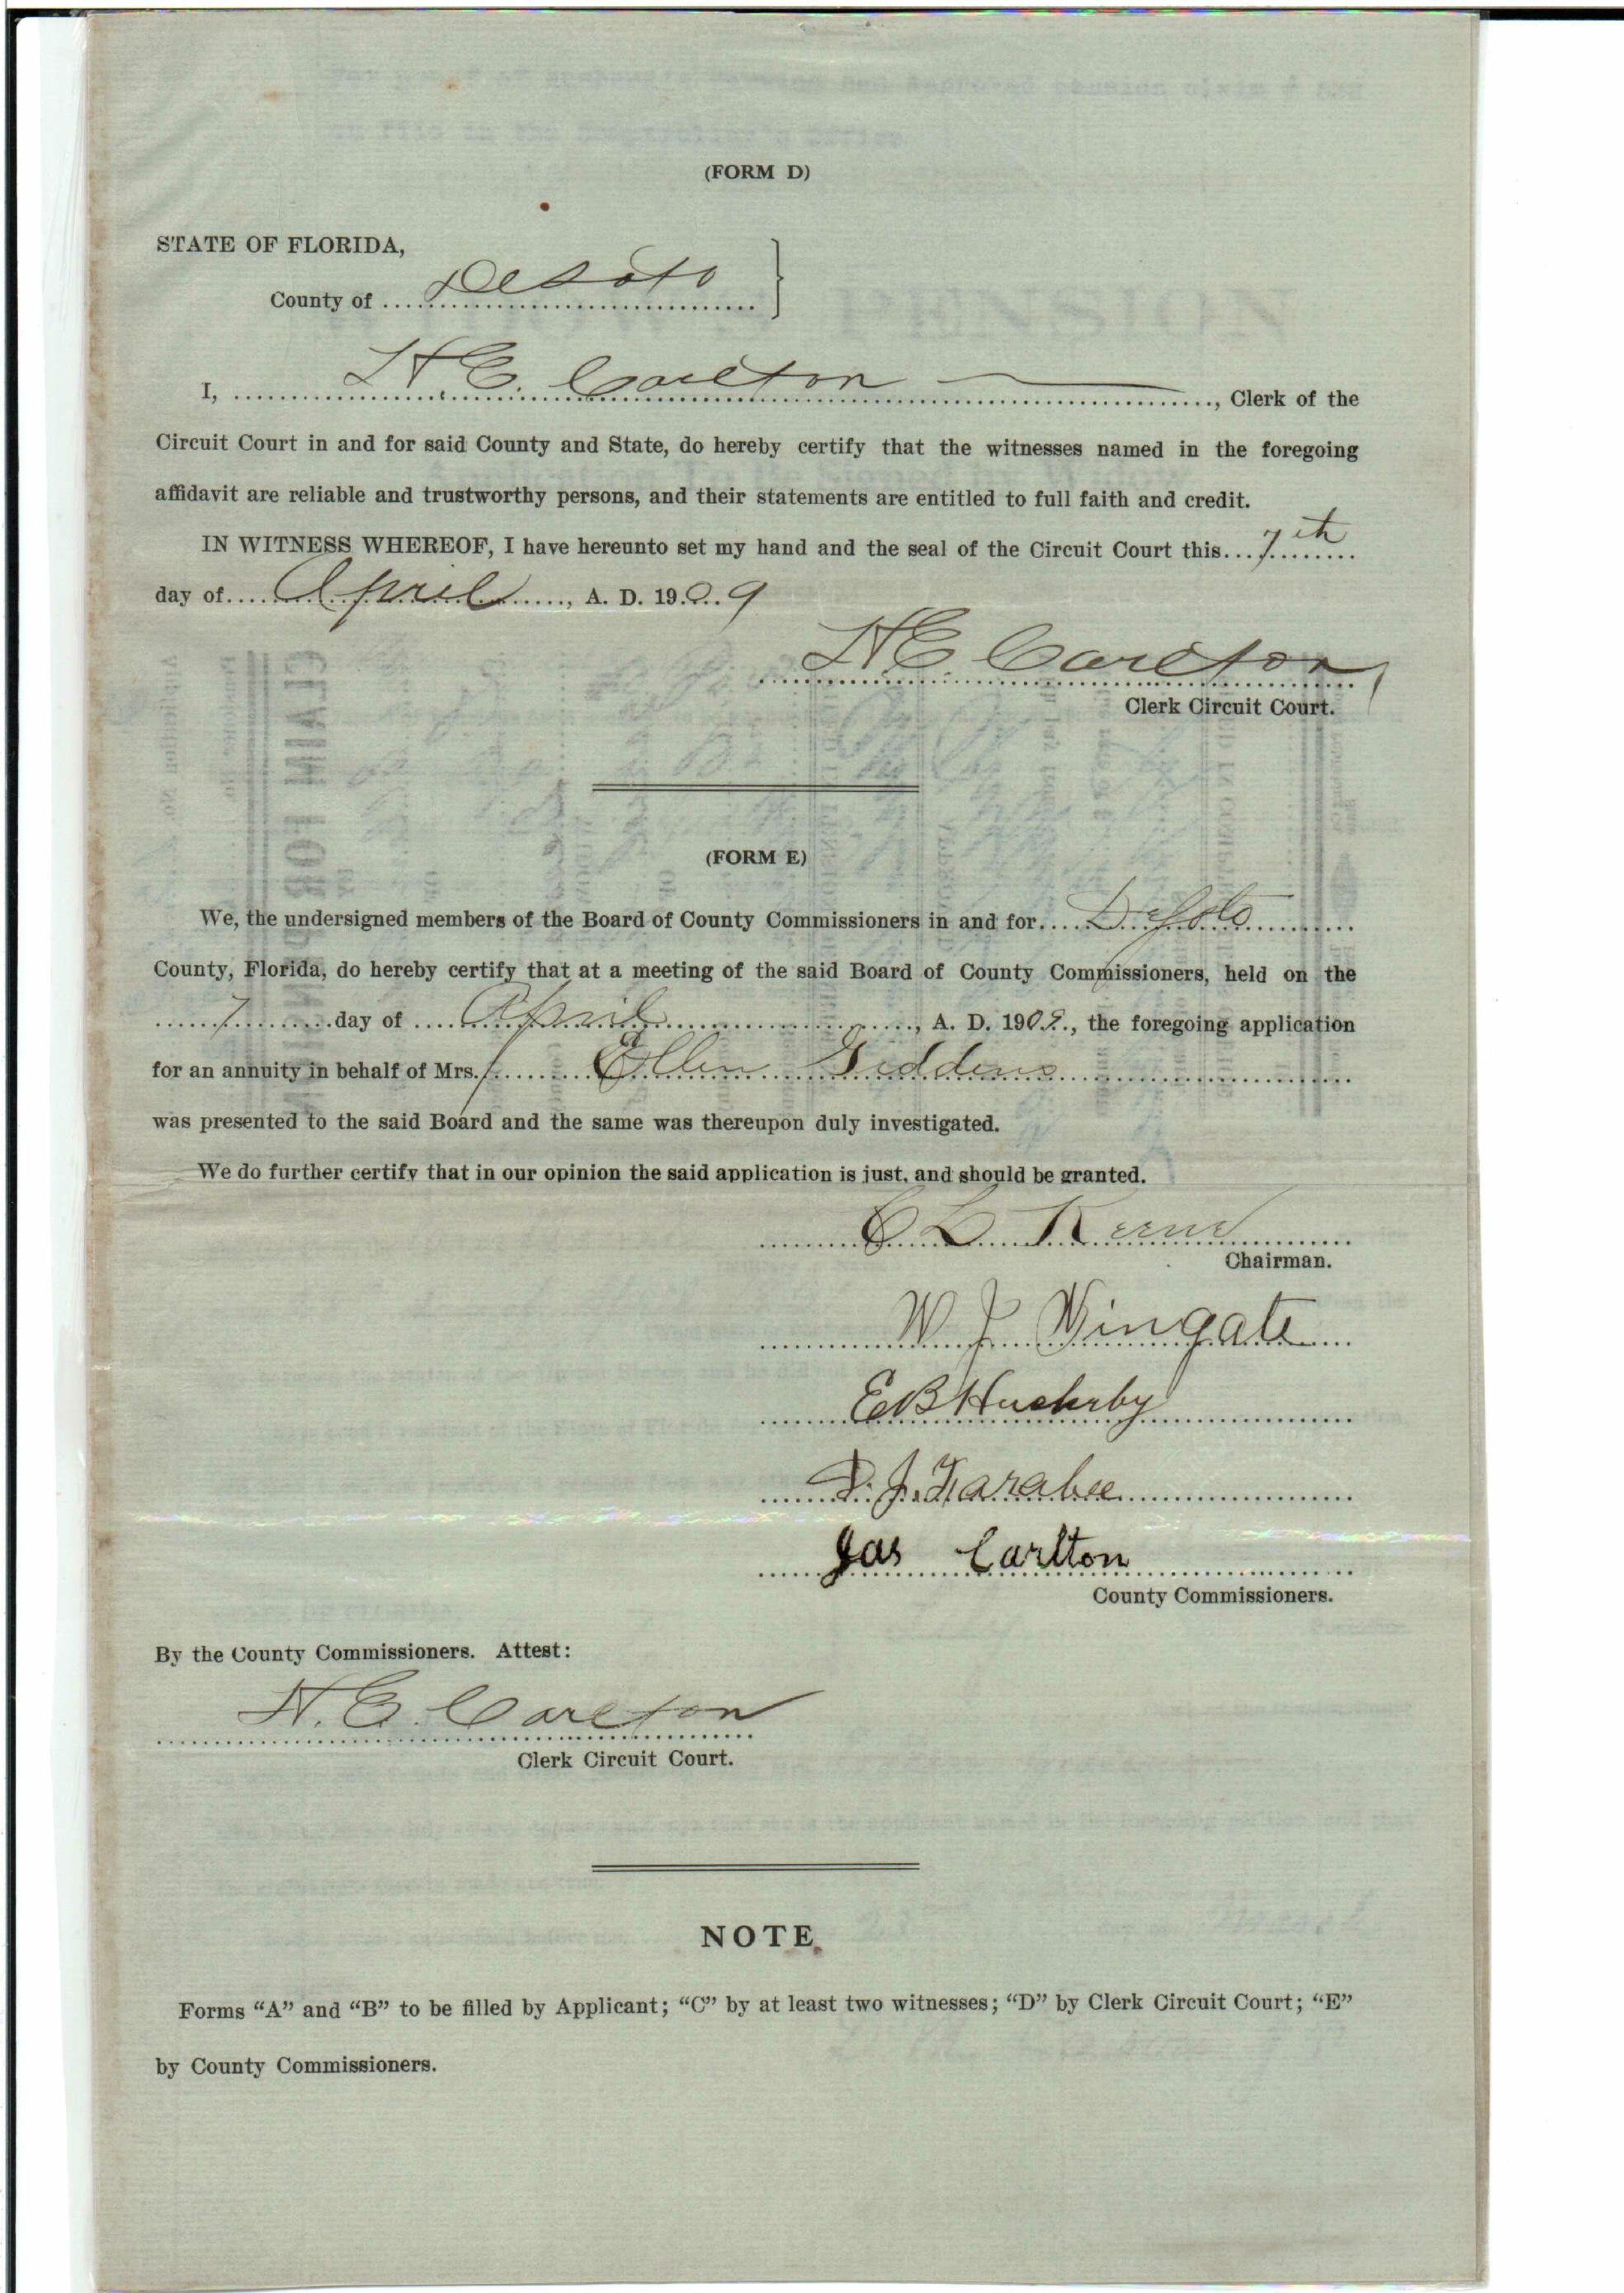 (FORM D)
STATE OF FLORIDA,
County of DeSoto
I, H. E. Carlton, Clerk of the
Circuit Court in and for said County and State, do hereby certify that the witnesses named in the foregoing
affidavit are reliable and trustworthy persons, and their statements are entitled to full faith and credit.
IN WITNESS WHEREOF, I have hereunto set my hand and the seal of the Circuit Court this 7th
day of April, A. D. 1909
H E Carlton
Clerk Circuit Court.
(FORM E)
We, the undersigned members of the Board of County Commissioners in and for DeSoto
County, Florida, do hereby certify that at a meeting of the said Board of County Commissioners, held on the
7 day of April, A. D. 1909, the foregoing application
for an annuity in behalf of Mrs. Ellen Giddens
was presented to the said Board and the same was thereupon duly investigated.
We do further certify that in our opinion the said application is just, and should be granted.
C L
Chairman.
W J Wingate
E B
J. Farabee
Jas Carlton
County Commissioners.
By the County Commissioners. Attest:
H. E. Carlton
Clerk Circuit Court.
NOTE
Forms “A” and “B” to be filled by Applicant; “C” by at least two witnesses; “D” by Clerk Circuit Court; “E”
by County Commissioners.